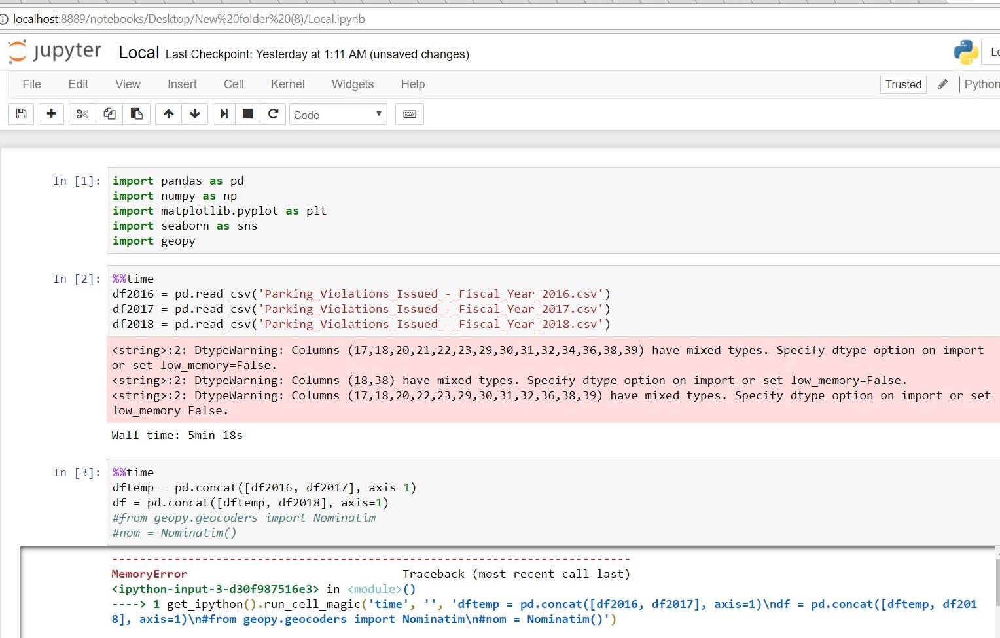 localhost:8889/notebooks/Desktop/New%20folder%20(8)/Local.ipynb
jupyter Local Last Checkpoint: Yesterday at 1:11 AM (unsaved changes)
File Edit View Insert Cell Kernel Widgets Help Trusted Python
Code
In [1]: import pandas as pd
import numpy as np
import matplotlib.pyplot as plt
import seaborn as sns
import geopy
In [2]: %%time
df2016 = pd.read_csv('Parking_Violations_Issued_-_Fiscal_Year_2016.csv')
df2017 = pd.read_csv('Parking_Violations_Issued_-_Fiscal_Year_2017.csv')
df2018 = pd.read_csv('Parking_Violations_Issued_-_Fiscal_Year_2018.csv')
<string>:2: DtypeWarning: Columns (17,18,20,21,22,23,29,30,31,32,34,36,38,39) have mixed types. Specify dtype option on import
or set low_memory=False.
<string>:2: DtypeWarning: Columns (18,38) have mixed types. Specify dtype option on import or set low_memory=False.
<string>:2: DtypeWarning: Columns (17,18,20,22,23,29,30,31,32,36,38,39) have mixed types. Specify dtype option on import or set
low_memory=False.
Wall time: 5min 18s
In [3]: %%time
dftemp = pd.concat([df2016, df2017], axis=1)
df = pd.concat([dftemp, df2018], axis=1)
#from geopy.geocoders import Nominatim
#nom = Nominatim()
---------------------------------------------------------------------------
MemoryError Traceback (most recent call last)
<ipython-input-3-d30f987516e3> in <module>()
----> 1 get_ipython().run_cell_magic('time', '', 'dftemp = pd.concat([df2016, df2017], axis=1)\ndf = pd.concat([dftemp, df201
8], axis=1)\n#from geopy.geocoders import Nominatim\n#nom = Nominatim()')